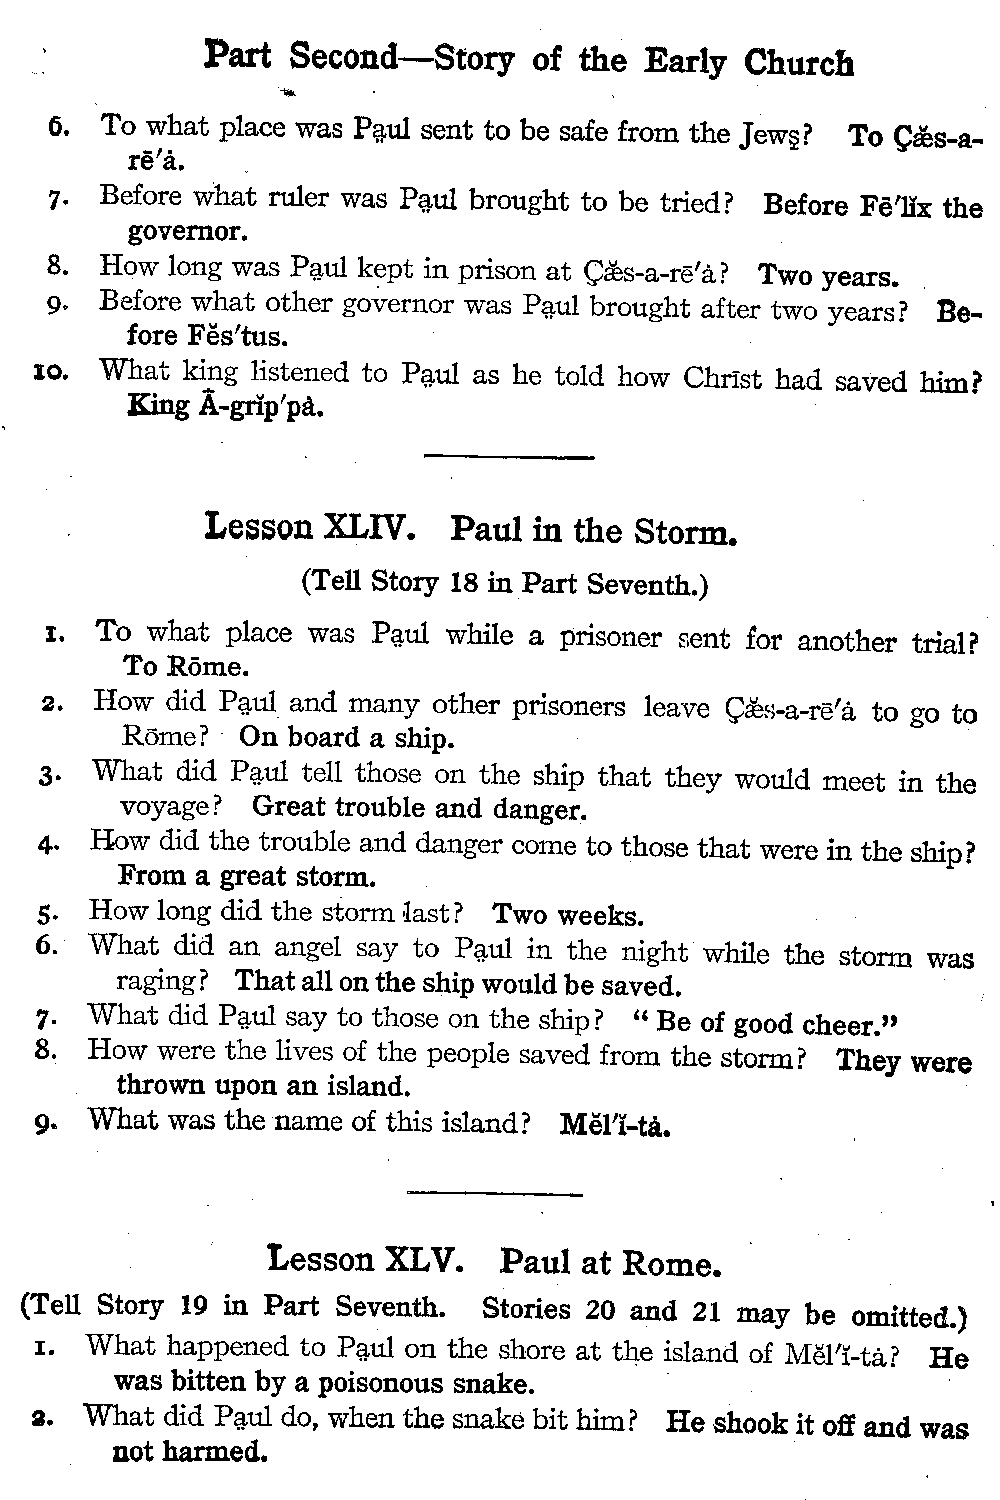 Part Second—Story of the Early Church
6. To what place was Pa̤ul sent to be safe from the Jews̱? To Çæ̆s-a-
rē′ȧ.
7. Before what ruler was Pa̤ul brought to be tried? Before Fē′lĭx the
governor.
8. How long was Pa̤ul kept in prison at Çæ̆s-a-rē′ȧ? Two years.
9. Before what other governor was Pa̤ul brought after two years? Be-
fore Fĕs′tus.
10. What king listened to Pa̤ul as he told how Chrīst had saved him?
King Ā-grĭp′pȧ.
Lesson XLIV. Paul in the Storm.
(Tell Story 18 in Part Seventh.)
1. To what place was Pa̤ul while a prisoner sent for another trial?
To Rōme.
2. How did Pa̤ul and many other prisoners leave Çæ̆s-a-rē′ȧ to go to
Rōme? On board a ship.
3. What did Pa̤ul tell those on the ship that they would meet in the
voyage? Great trouble and danger.
4. How did the trouble and danger come to those that were in the ship?
From a great storm.
5. How long did the storm last? Two weeks.
6. What did an angel say to Pa̤ul in the night while the storm was
raging? That all on the ship would be saved.
7. What did Pa̤ul say to those on the ship? “ Be of good cheer.”
8. How were the lives of the people saved from the storm? They were
thrown upon an island.
9. What was the name of this island? Mĕl′ĭ-tȧ.
Lesson XLV. Paul at Rome.
(Tell Story 19 in Part Seventh. Stories 20 and 21 may be omitted.)
1. What happened to Pa̤ul on the shore at the island of Mĕl′ĭ-tȧ? He
was bitten by a poisonous snake.
2. What did Pa̤ul do, when the snake bit him? He shook it off and was
not harmed.